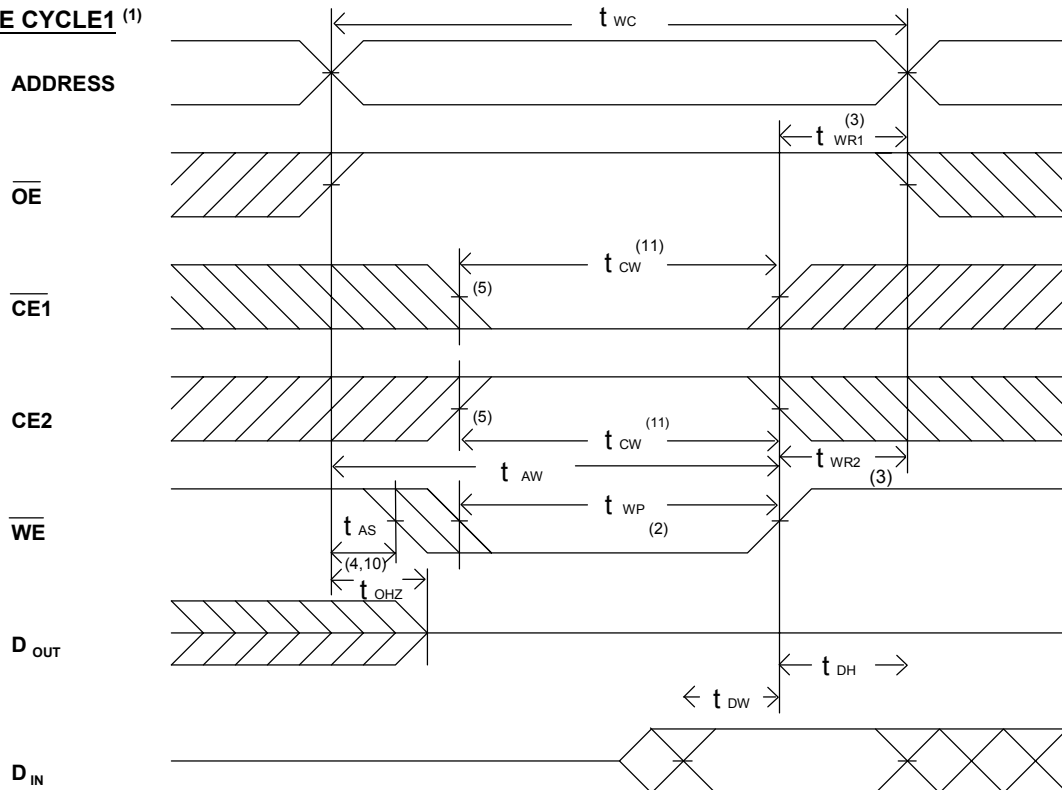 E CYCLE1 (1)
t WC
ADDRESS
t WR1 (3)
OE
t CW (11)
CE1
(5)
CE2
(5)
t CW (11)
t AW
t WR2 (3)
WE
t AS
t WP (2)
(4,10)
t OHZ
D OUT
t DH
t DW
D IN